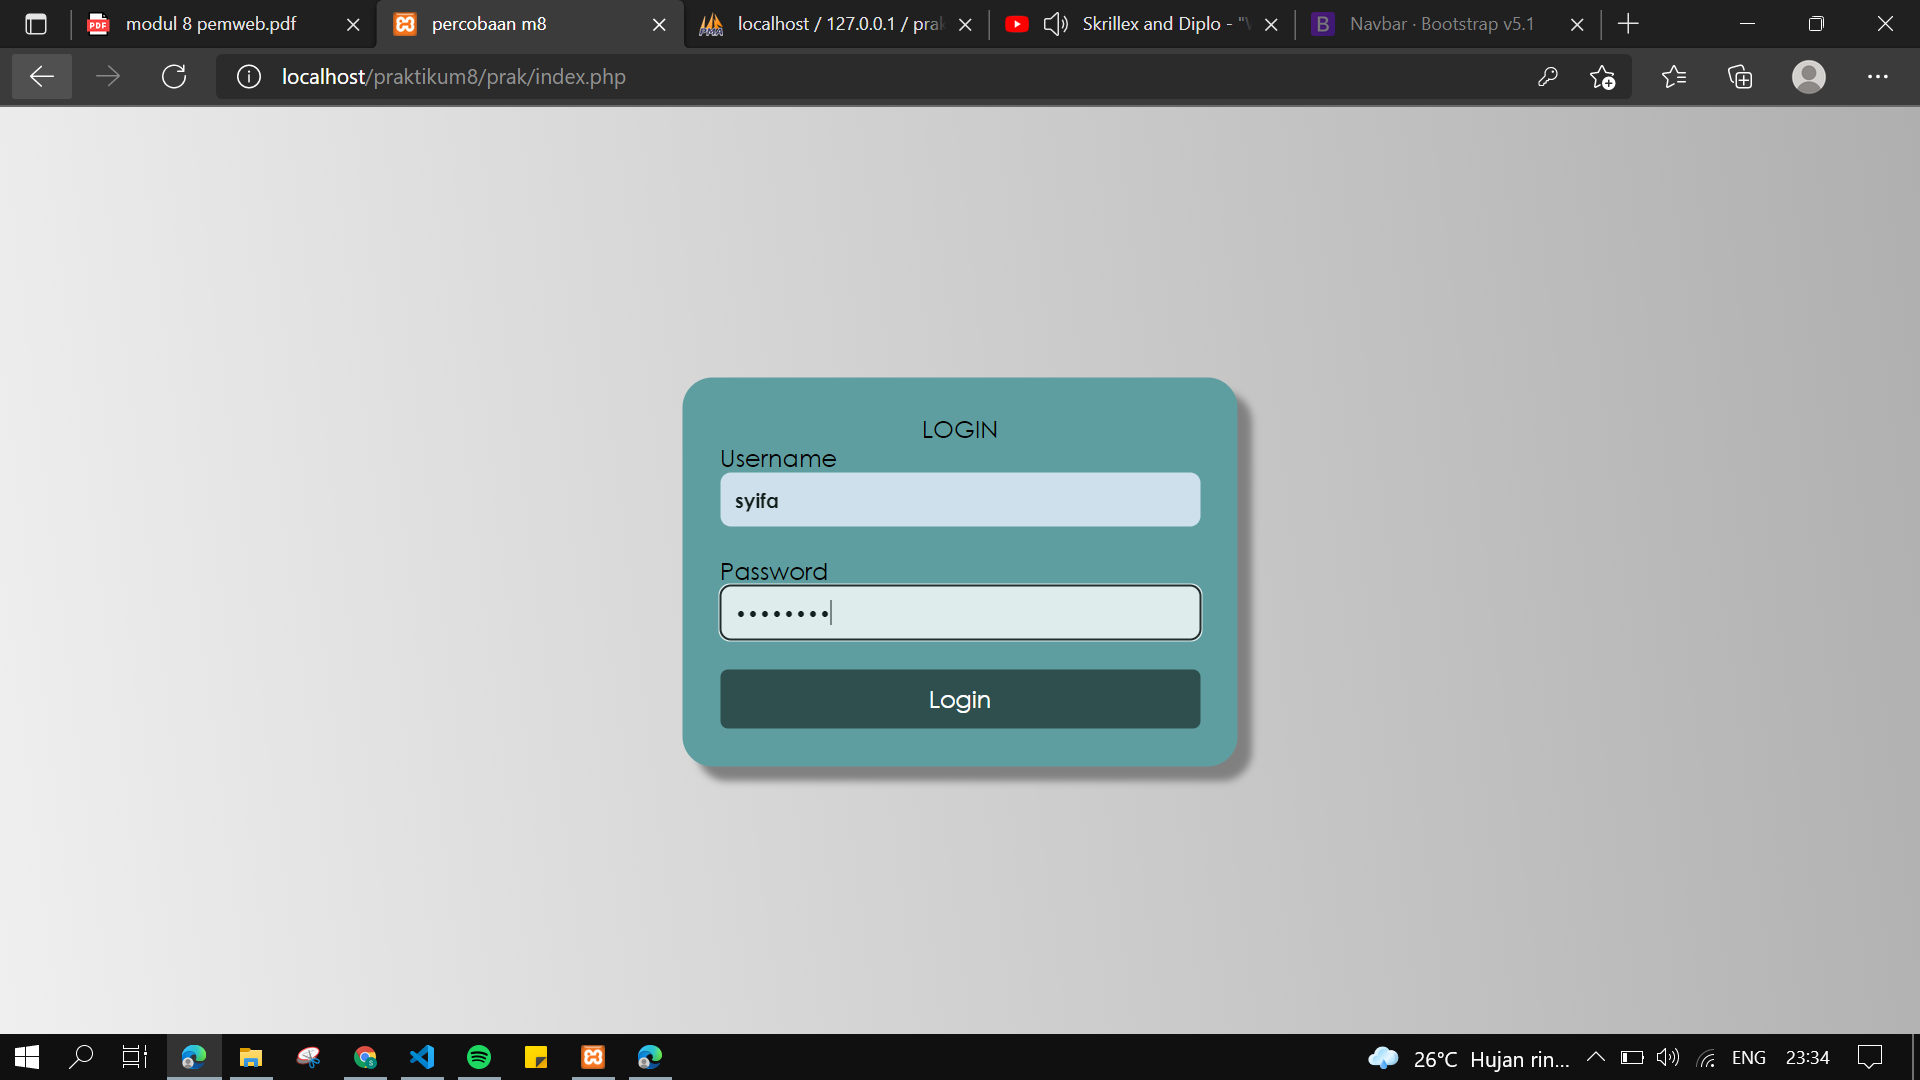 modul 8 pemweb.pdf
percobaan m8
localhost / 127.0.0.1 / prak
Skrillex and Diplo - "
Navbar · Bootstrap v5.1
localhost/praktikum8/prak/index.php
LOGIN
Username
syifa
Password
••••••••
Login
26°C Hujan rin...
ENG
23:34